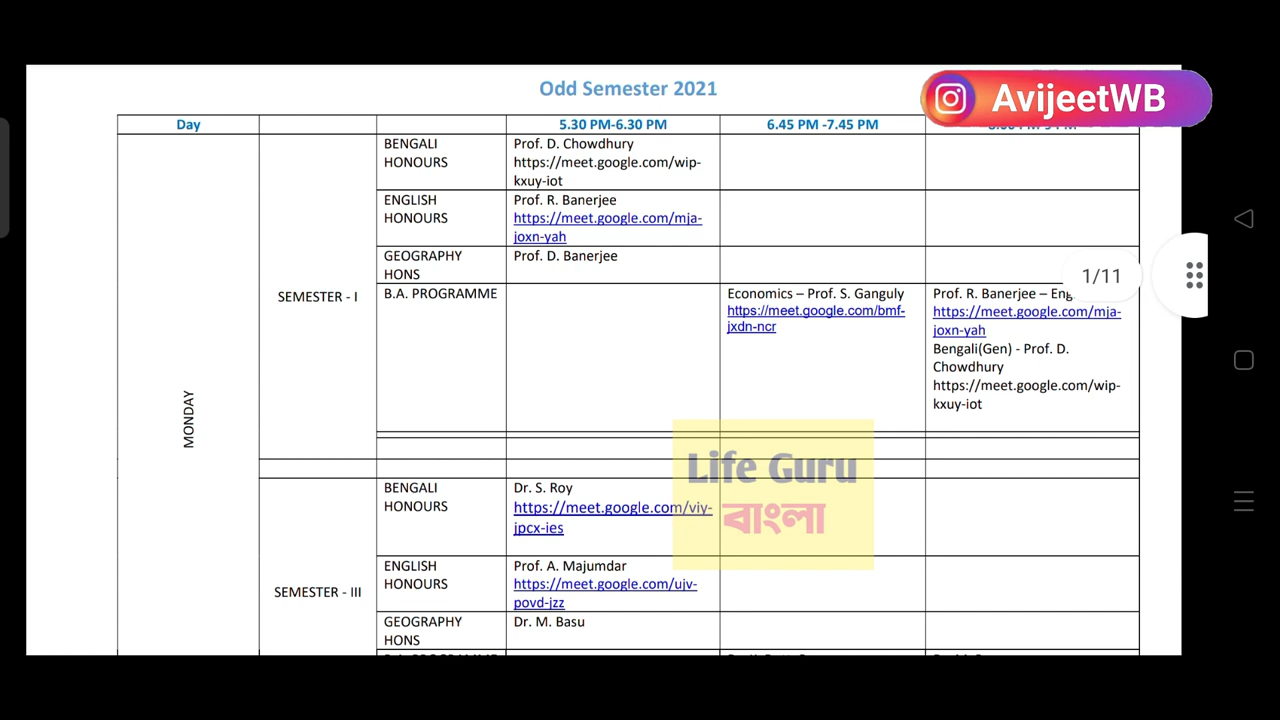 Odd Semester 2021
AvijeetWB
Day
5.30 PM-6.30 PM
6.45 PM -7.45 PM
MONDAY
SEMESTER - I
BENGALI
HONOURS
Prof. D. Chowdhury
https://meet.google.com/wip-
kxuy-iot
ENGLISH
HONOURS
Prof. R. Banerjee
https://meet.google.com/mja-
joxn-yah
GEOGRAPHY
HONS
Prof. D. Banerjee
1/11
B.A. PROGRAMME
Economics – Prof. S. Ganguly
https://meet.google.com/bmf-
jxdn-ncr
Prof. R. Banerjee – Eng
https://meet.google.com/mja-
joxn-yah
Bengali(Gen) - Prof. D.
Chowdhury
https://meet.google.com/wip-
kxuy-iot
Life Guru
বাংলা
SEMESTER - III
BENGALI
HONOURS
Dr. S. Roy
https://meet.google.com/viy-
jpcx-ies
ENGLISH
HONOURS
Prof. A. Majumdar
https://meet.google.com/ujv-
povd-jzz
GEOGRAPHY
HONS
Dr. M. Basu